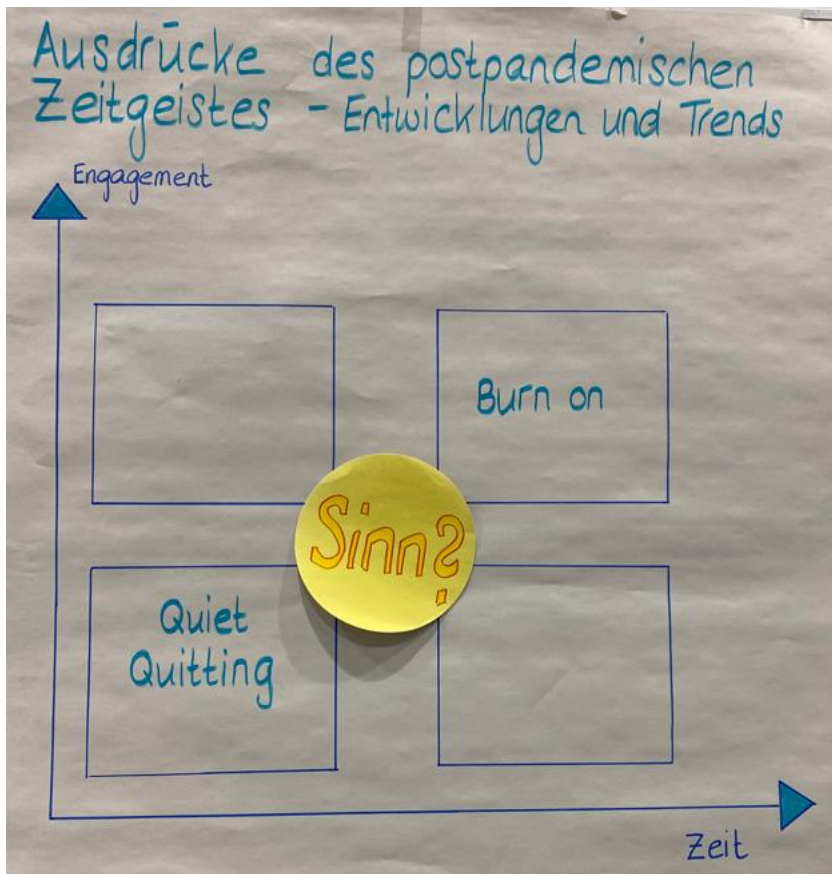 Ausdrücke des postpandemischen
Zeitgeistes - Entwicklungen und Trends
Engagement
Burn on
Sinn?
Quiet
Quitting
Zeit